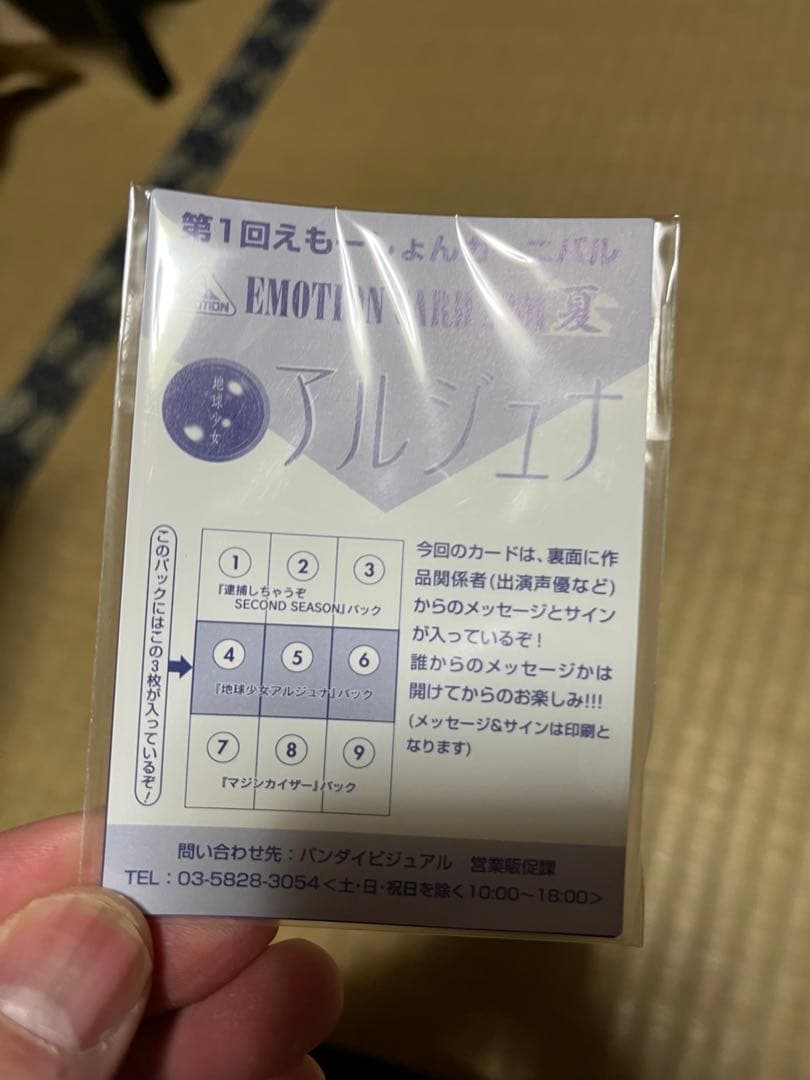 第1回えもーしょんかーにバル
EMOTION CARD 夏
地球少女
アルジュナ
このパックにはこの3枚が入っているぞ!
① ② ③
『逮捕しちゃうぞ
SECOND SEASON』パック
④ ⑤ ⑥
『地球少女アルジュナ』パック
⑦ ⑧ ⑨
『マジンカイザー』パック
今回のカードは、裏面に作
品関係者(出演声優など)
からのメッセージとサイン
が入っているぞ!
誰からのメッセージかは
開けてからのお楽しみ!!!
(メッセージ&サインは印刷と
なります)
問い合わせ先:バンダイビジュアル 営業販促課
TEL:03-5828-3054<土・日・祝日を除く10:00~18:00>